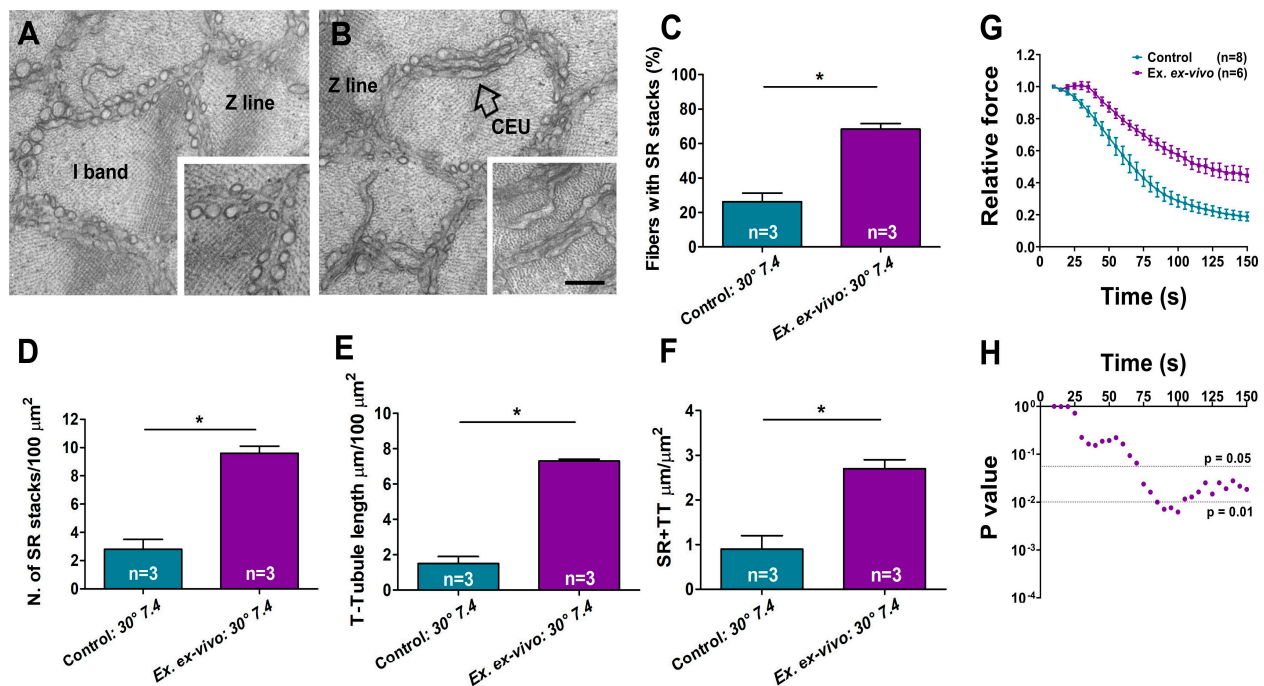 A
I band
Z line
B
Z line
CEU
C
Fibers with SR stacks (%)
100
80
60
40
20
0
*
n=3
n=3
Control: 30° 7.4
Ex. ex-vivo: 30° 7.4
G
Control (n=8)
Ex. ex-vivo (n=6)
Relative force
1.2
1.0
0.8
0.6
0.4
0.2
0.0
0 25 50 75 100 125 150
Time (s)
D
N. of SR stacks/100 μm²
12
10
8
6
4
2
0
*
n=3
n=3
Control: 30° 7.4
Ex. ex-vivo: 30° 7.4
E
T-Tubule length μm/100 μm²
10
8
6
4
2
0
*
n=3
n=3
Control: 30° 7.4
Ex. ex-vivo: 30° 7.4
F
SR+TT μm/μm²
4
3
2
1
0
*
n=3
n=3
Control: 30° 7.4
Ex. ex-vivo: 30° 7.4
H
Time (s)
0 25 50 75 100 125 150
P value
10⁰
10⁻¹
10⁻²
10⁻³
10⁻⁴
p = 0.05
p = 0.01